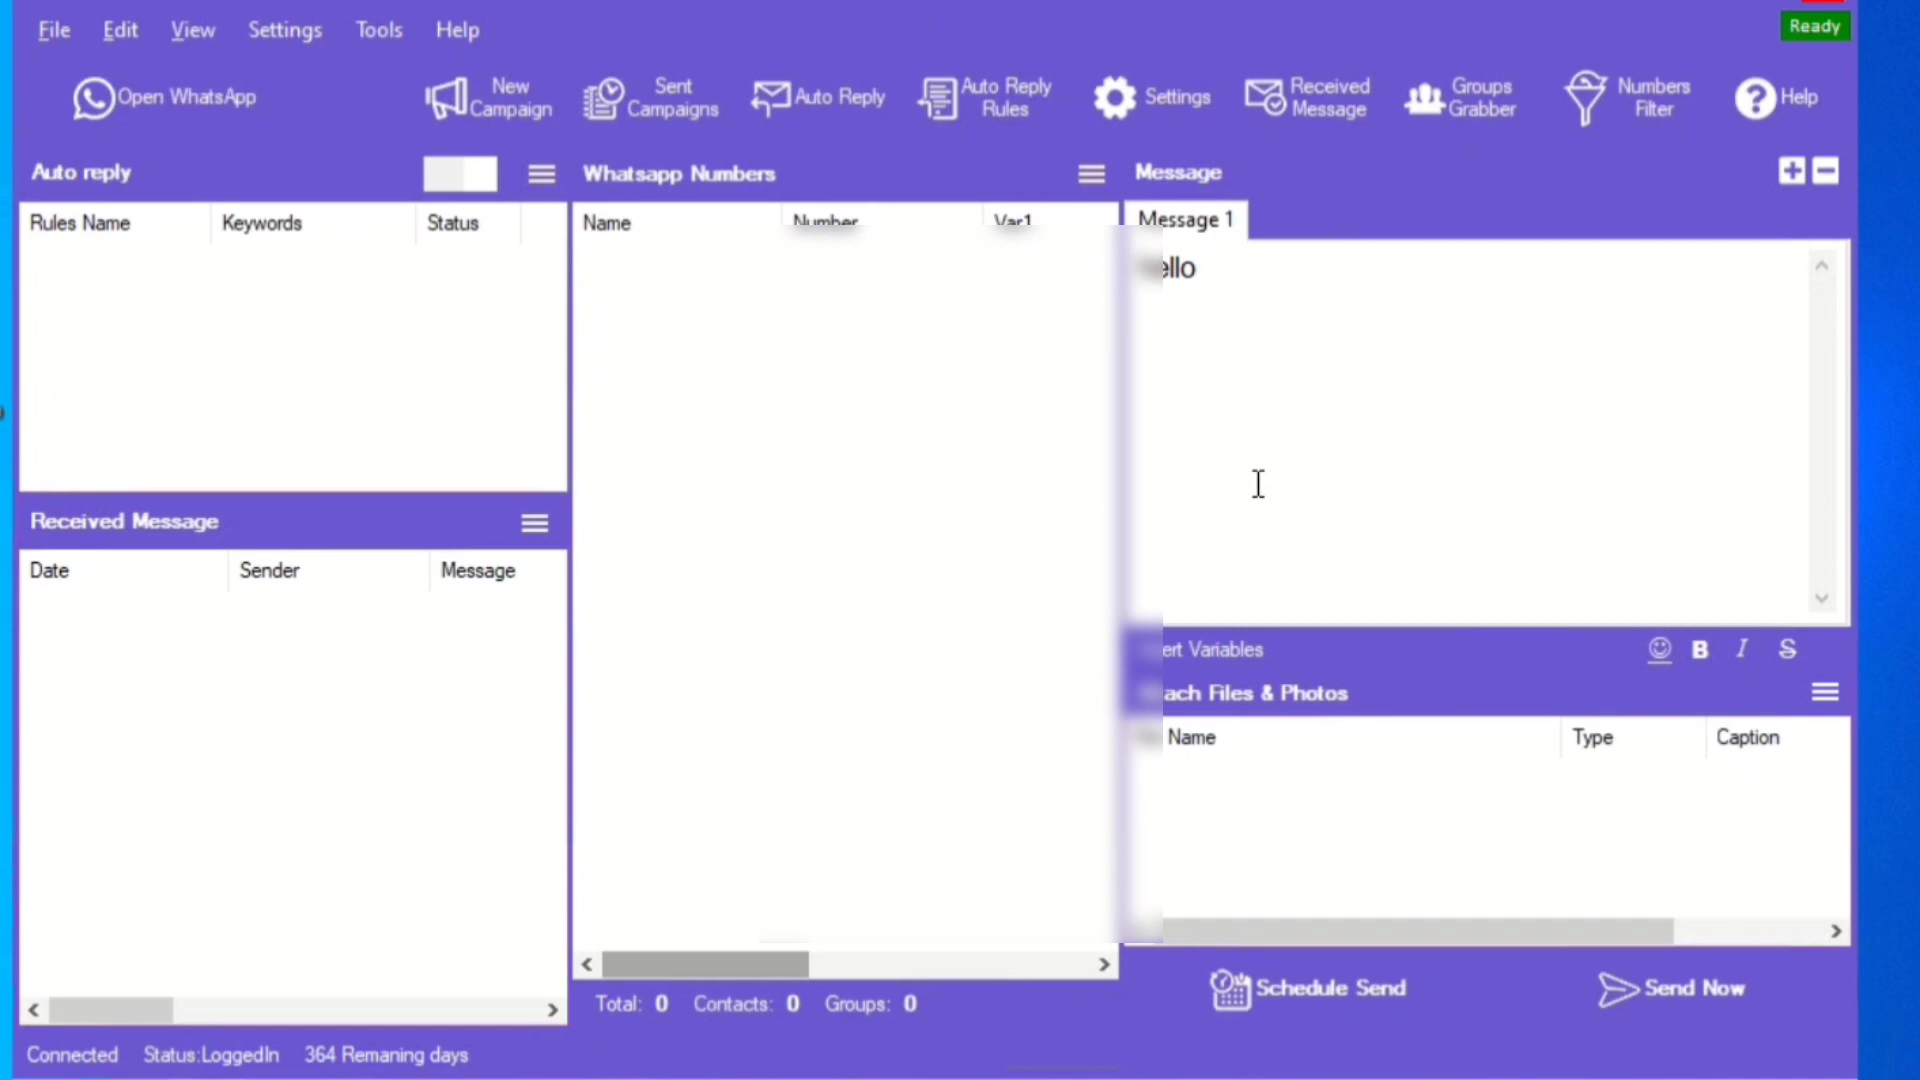 File Edit View Settings Tools Help
Ready
Open WhatsApp
New Campaign
Sent Campaigns
Auto Reply
Auto Reply Rules
Settings
Received Message
Groups Grabber
Numbers Filter
Help
Auto reply
Rules Name Keywords Status
Received Message
Date Sender Message
Whatsapp Numbers
Name Number Var1
Total: 0 Contacts: 0 Groups: 0
Message
Message 1
ello
ert Variables B I S
ach Files & Photos
Name Type Caption
Schedule Send Send Now
Connected Status:LoggedIn 364 Remaning days